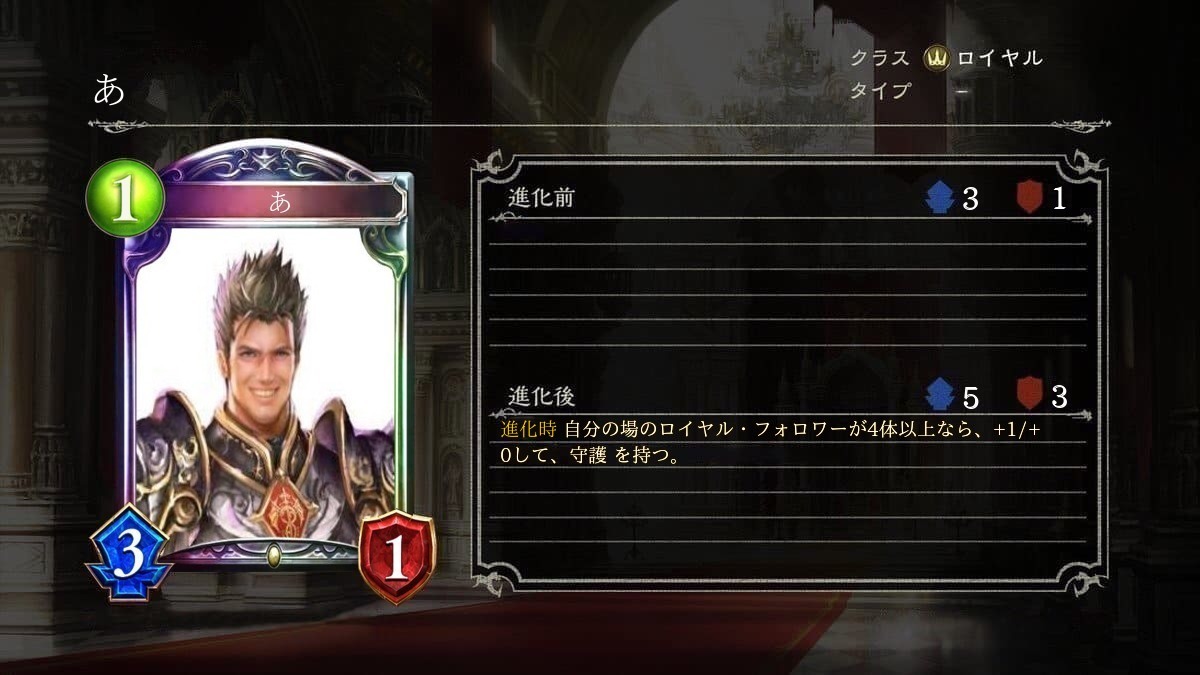 あ
クラス ロイヤル
タイプ –
1
あ
3
1
進化前 3 1
進化後 5 3
進化時 自分の場のロイヤル・フォロワーが4体以上なら、+1/+
0して、守護 を持つ。